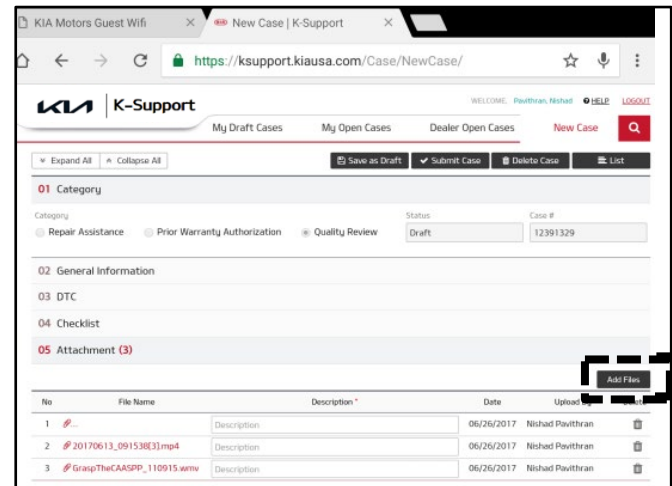 KIA Motors Guest Wifi
New Case | K-Support
https://ksupport.kiausa.com/Case/NewCase/
KIA K-Support
WELCOME, Pavithran, Nishad HELP LOGOUT
My Draft Cases My Open Cases Dealer Open Cases New Case
Expand All Collapse All Save as Draft Submit Case Delete Case List
01 Category
Category Status Case #
Repair Assistance Prior Warranty Authorization Quality Review Draft 12391329
02 General Information
03 DTC
04 Checklist
05 Attachment (3)
Add Files
No File Name Description * Date Upload By Delete
1 ... Description 06/26/2017 Nishad Pavithran
2 20170613_091538[3].mp4 Description 06/26/2017 Nishad Pavithran
3 GraspTheCAASPP_110915.wmv Description 06/26/2017 Nishad Pavithran